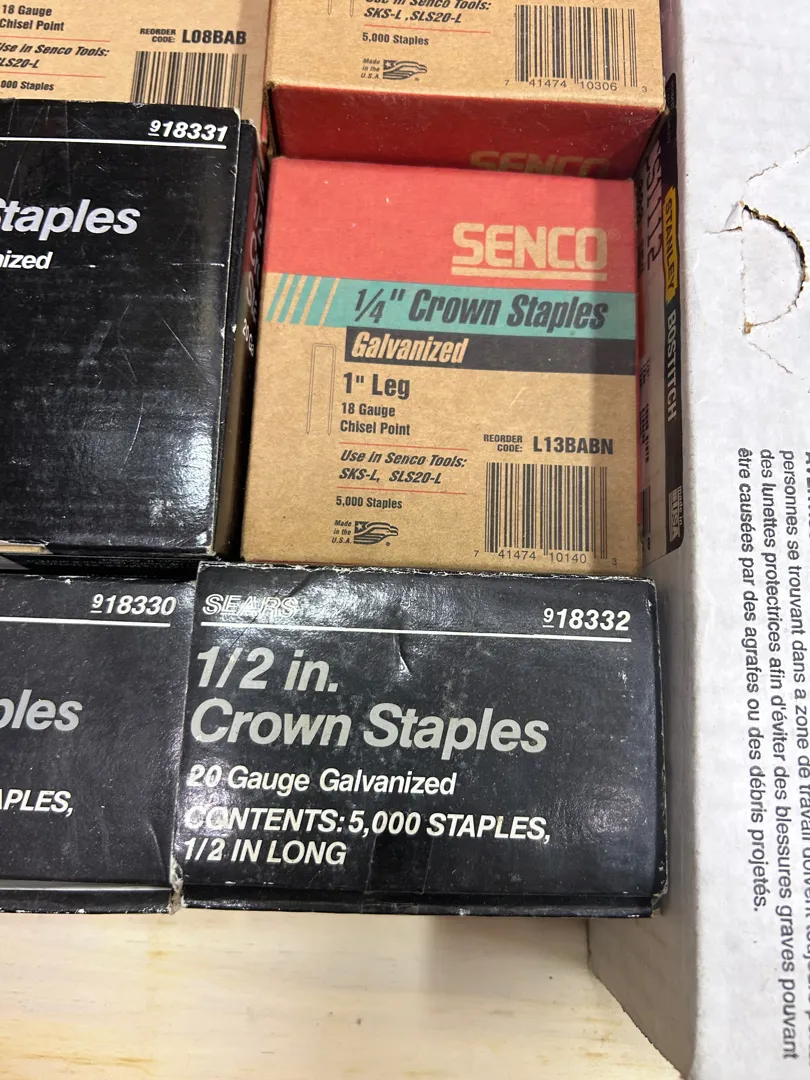 18 Gauge
Chisel Point
REORDER
CODE: L08BAB
Use in Senco Tools:
SLS20-L
5,000 Staples
Made
in the
U.S.A.
7 41474 10306 3
Use in Senco Tools:
SKS-L ,SLS20-L
918331
Staples
SENCO
SENCO
1/4" Crown Staples
Galvanized
1" Leg
18 Gauge
Chisel Point
REORDER
CODE: L13BABN
Use in Senco Tools:
SKS-L, SLS20-L
5,000 Staples
Made
in the
U.S.A.
7 41474 10140 3
STANLEY
BOSTITCH
918330
SEARS
918332
1/2 in.
Crown Staples
20 Gauge Galvanized
CONTENTS: 5,000 STAPLES,
1/2 IN LONG
personnes se trouvant dans a zone de travail doivent
des lunettes protectrices afin d'éviter des blessures graves pouvant
être causées par des agrafes ou des débris projetés.